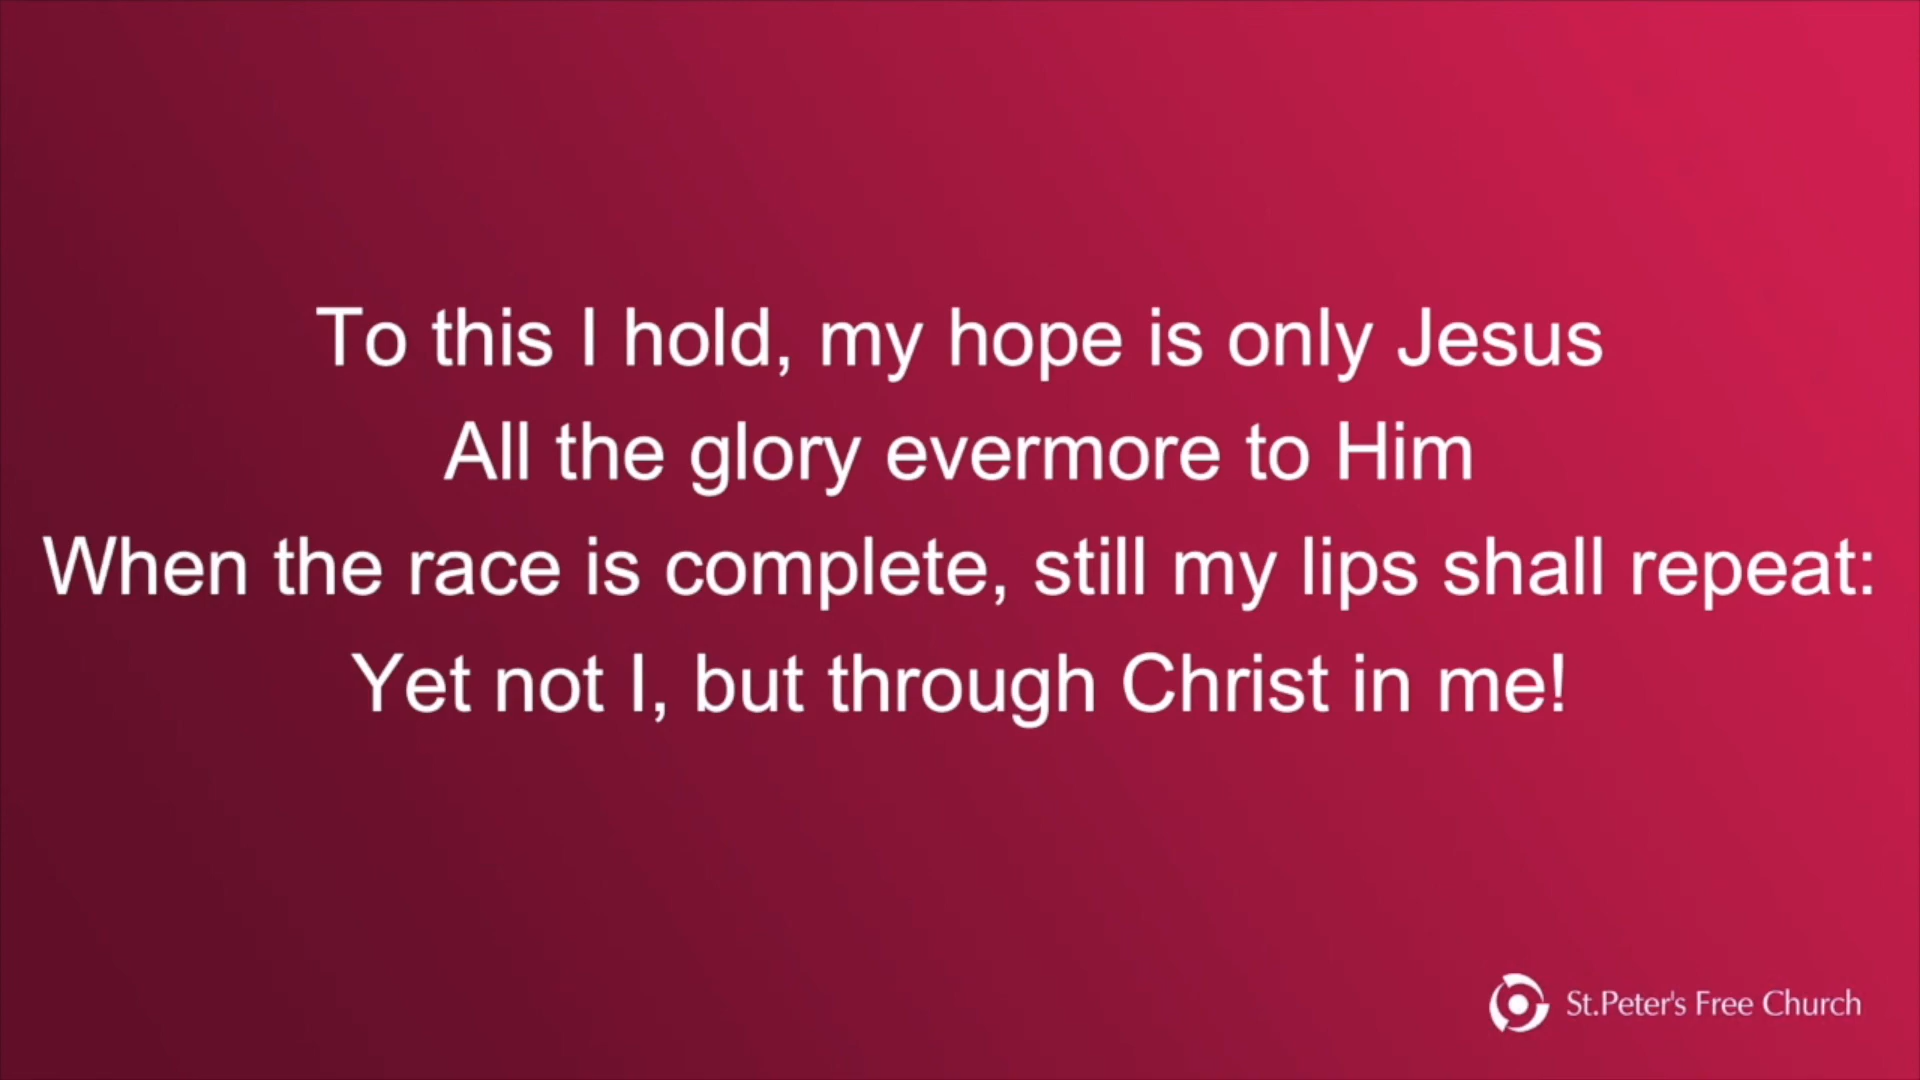 To this I hold, my hope is only Jesus
All the glory evermore to Him
When the race is complete, still my lips shall repeat:
Yet not I, but through Christ in me!
St.Peter's Free Church